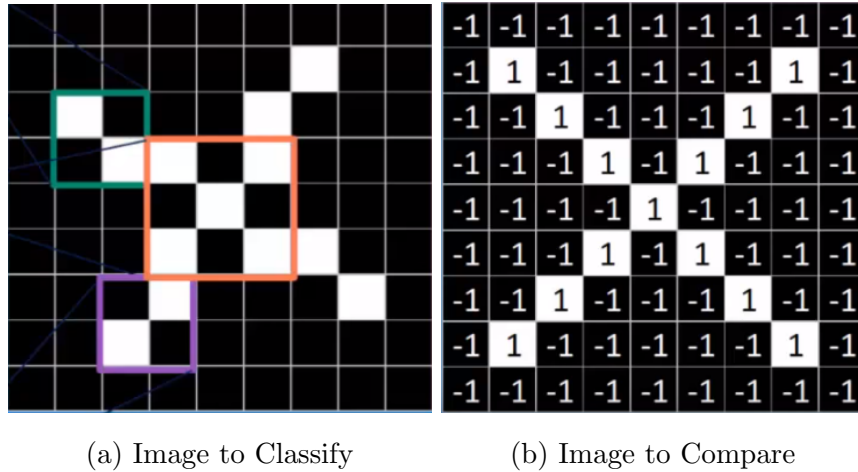 -1 -1 -1 -1 -1 -1 -1 -1 -1
-1 1 -1 -1 -1 -1 -1 1 -1
-1 -1 1 -1 -1 -1 1 -1 -1
-1 -1 -1 1 -1 1 -1 -1 -1
-1 -1 -1 -1 1 -1 -1 -1 -1
-1 -1 -1 1 -1 1 -1 -1 -1
-1 -1 1 -1 -1 -1 1 -1 -1
-1 1 -1 -1 -1 -1 -1 1 -1
-1 -1 -1 -1 -1 -1 -1 -1 -1
(a) Image to Classify
(b) Image to Compare